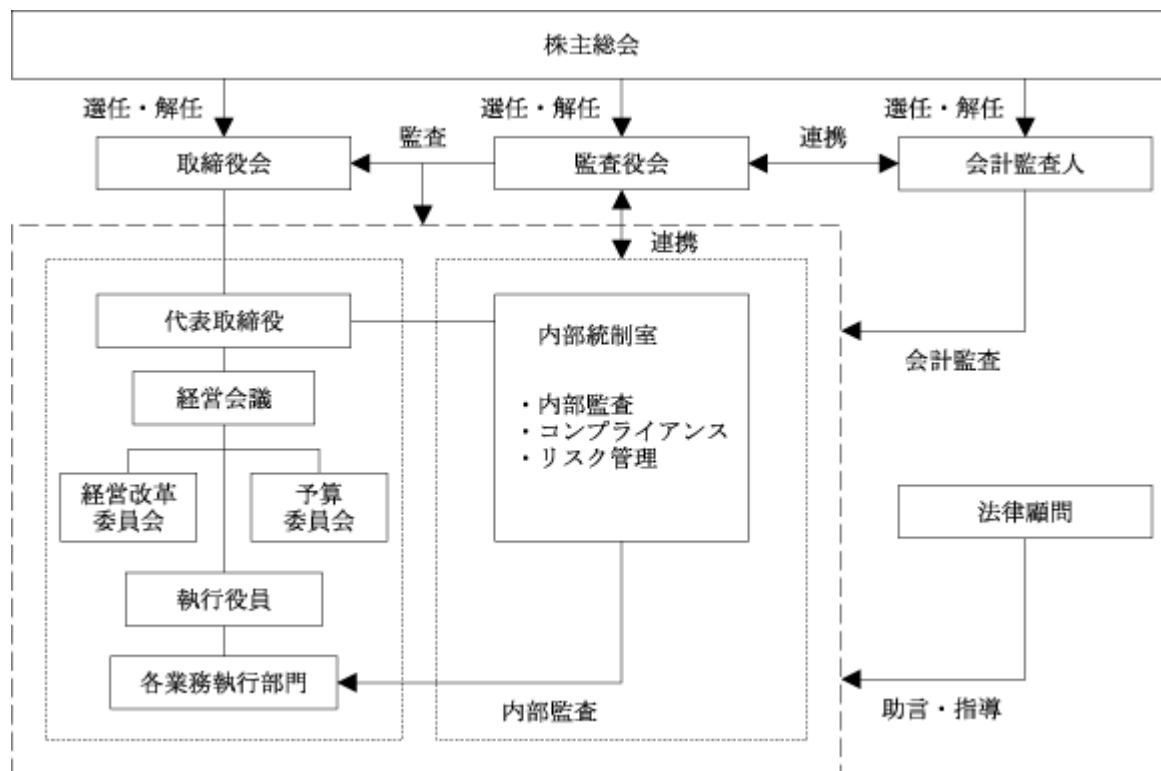 株主総会
選任・解任
選任・解任
選任・解任
監査
連携
取締役会
監査役会
会計監査人
連携
代表取締役
内部統制室
会計監査
経営会議
・内部監査
・コンプライアンス
・リスク管理
経営改革
委員会
予算
委員会
法律顧問
執行役員
各業務執行部門
内部監査
助言・指導